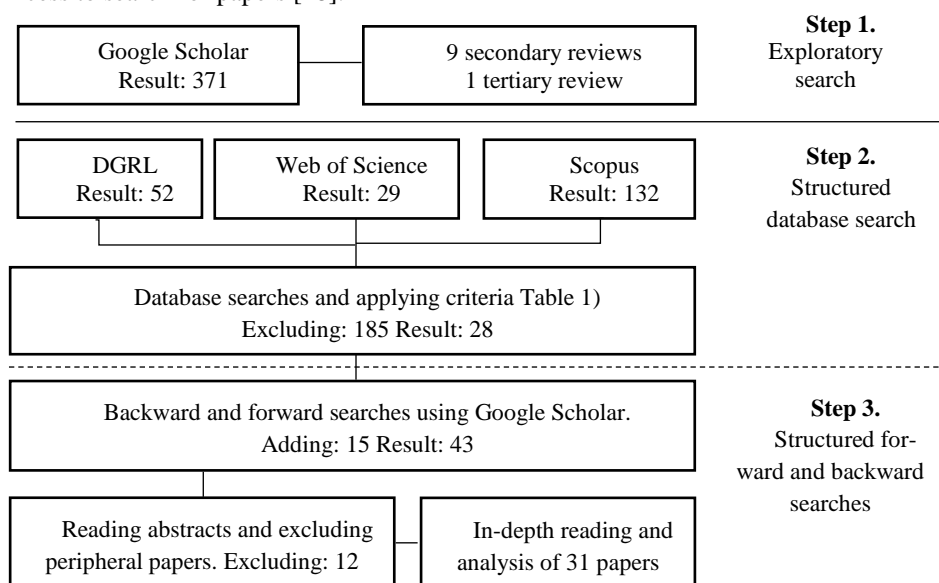 Step 1.
Exploratory
search
Google Scholar
Result: 371
9 secondary reviews
1 tertiary review
Step 2.
Structured
database search
DGRL
Result: 52
Web of Science
Result: 29
Scopus
Result: 132
Database searches and applying criteria Table 1)
Excluding: 185 Result: 28
Step 3.
Structured for-
ward and backward
searches
Backward and forward searches using Google Scholar.
Adding: 15 Result: 43
Reading abstracts and excluding
peripheral papers. Excluding: 12
In-depth reading and
analysis of 31 papers